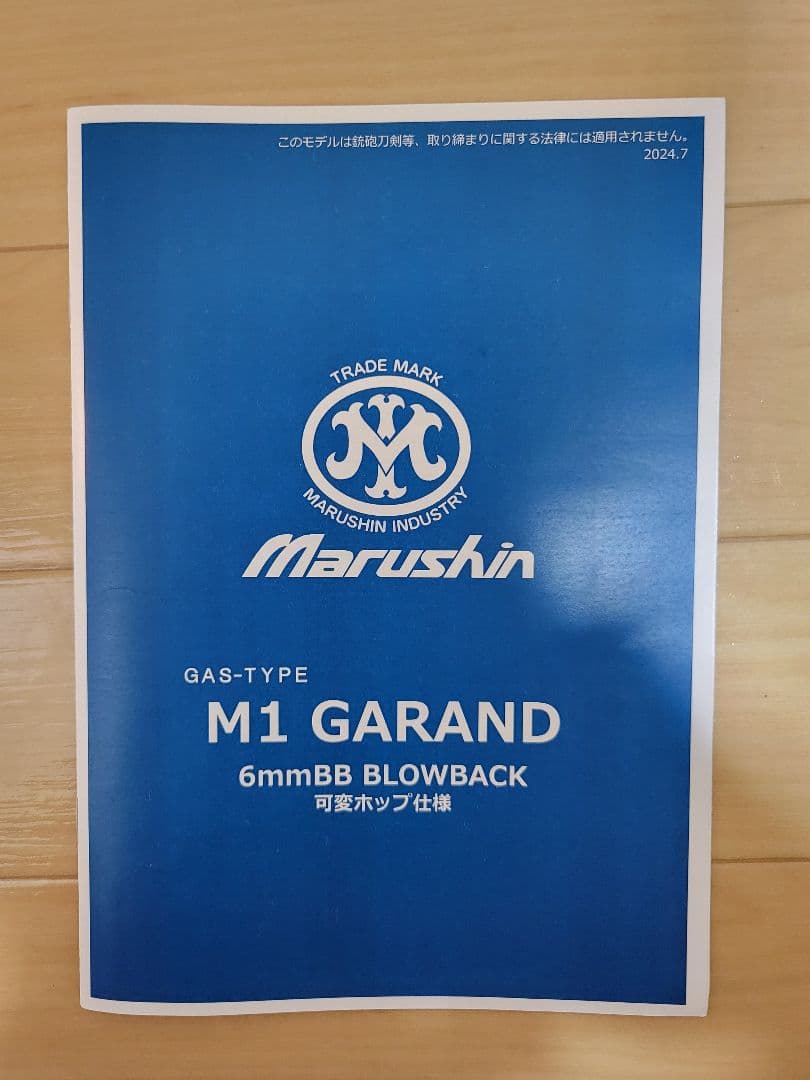 このモデルは銃砲刀剣等、取り締まりに関する法律には適用されません。
2024.7
TRADE MARK
M
MARUSHIN INDUSTRY
Marushin
GAS-TYPE
M1 GARAND
6mmBB BLOWBACK
可変ホップ仕様